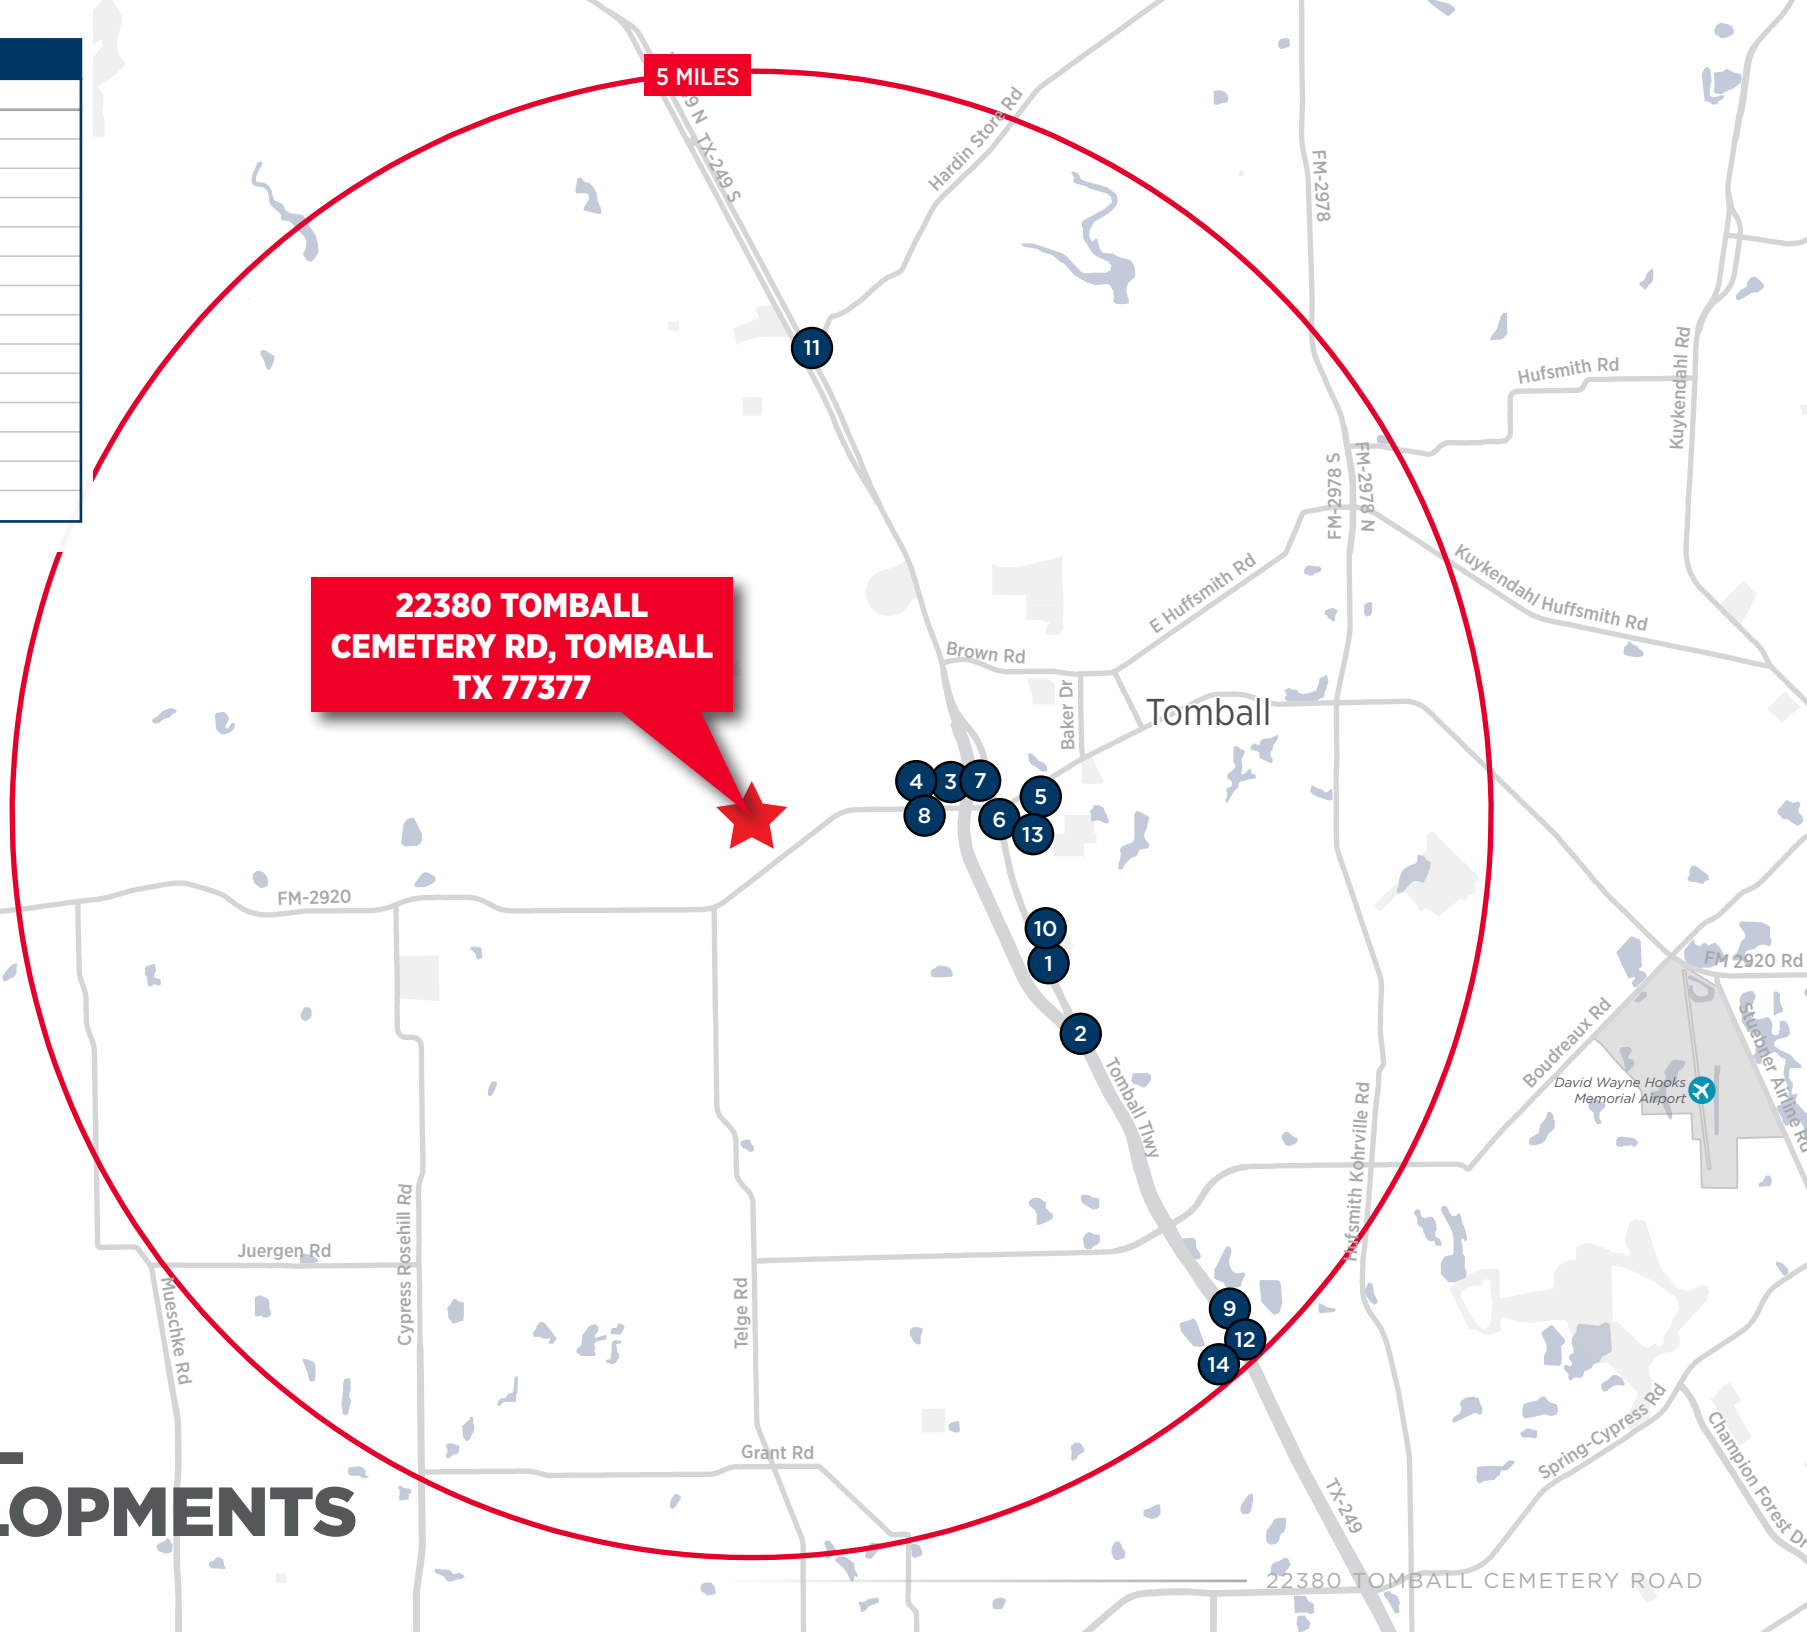 5 MILES
TX-249 S
Hardin Store Rd
FM-2978
11
Hufsmith Rd
Kuykendahl Rd
FM-2978 S
FM-2978 N
22380 TOMBALL
CEMETERY RD, TOMBALL
TX 77377
E Huffsmith Rd
Kuykendahl Huffsmith Rd
Brown Rd
Baker Dr
Tomball
4
3
7
5
8
6
13
FM-2920
10
1
2
FM 2920 Rd
Boudreaux Rd
Stuebner Airline Rd
David Wayne Hooks
Memorial Airport
Tomball Tlwy
Hufsmith Kohrville Rd
Juergen Rd
Mueschke Rd
Cypress Rosehill Rd
Telge Rd
9
12
14
Grant Rd
Spring-Cypress Rd
Champion Forest Dr
TX-249
LOPMENTS
22380 TOMBALL CEMETERY ROAD